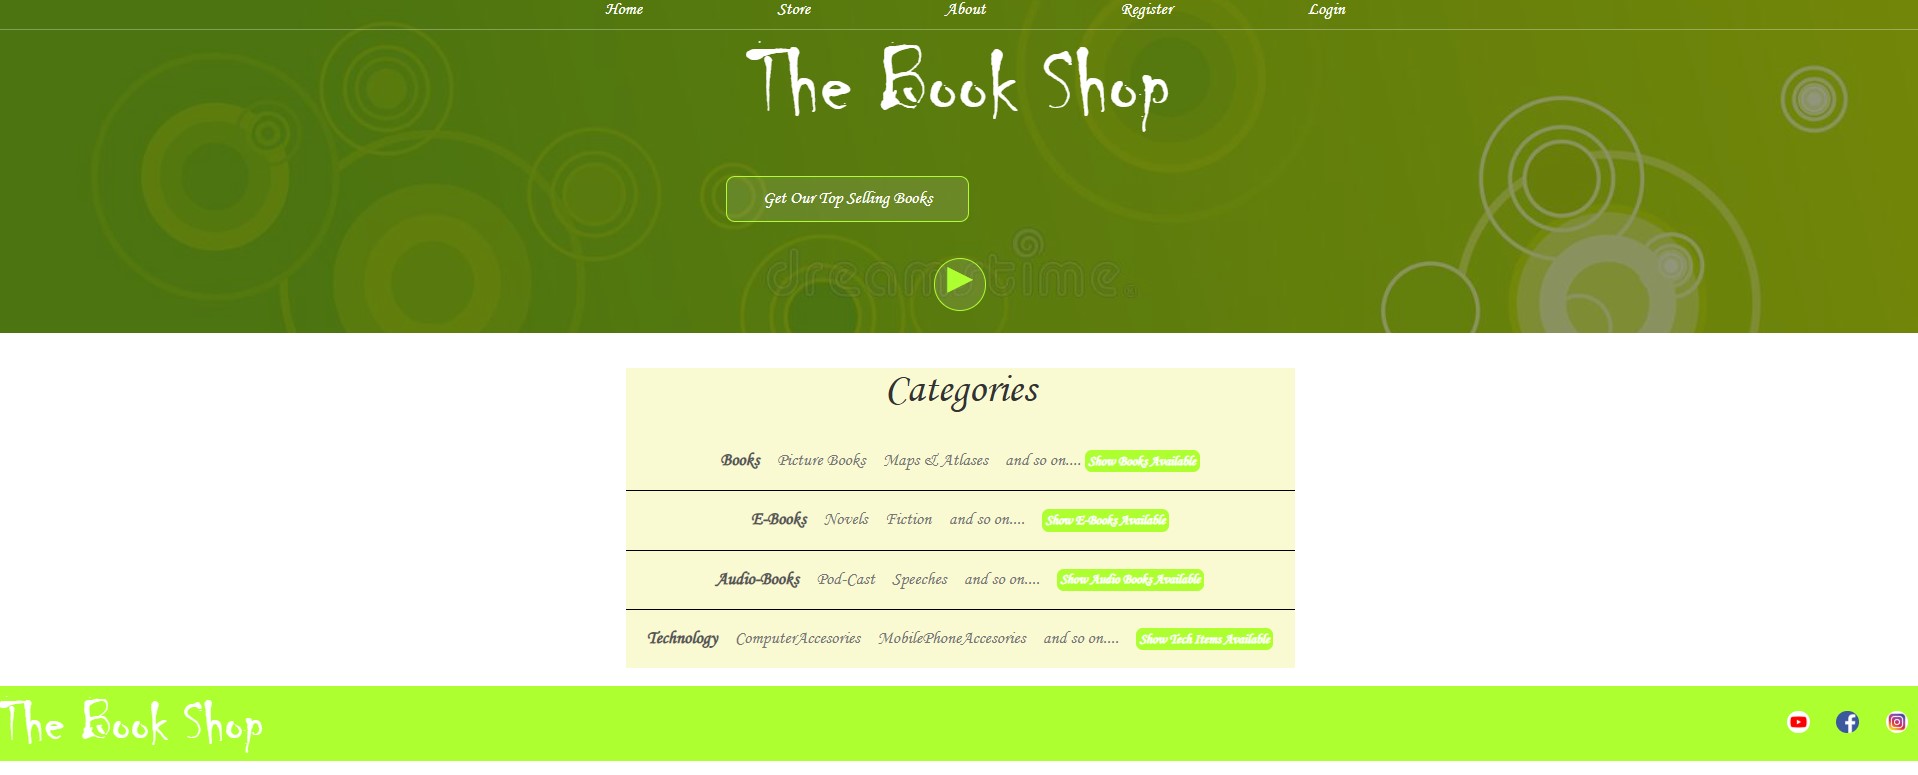 Home Store About Register Login
The Book Shop
Get Our Top Selling Books
dreamstime.
Categories
Books Picture Books Maps & Atlases and so on.... Show Books Available
E-Books Novels Fiction and so on.... Show E-Books Available
Audio-Books Pod-Cast Speeches and so on.... Show Audio Books Available
Technology ComputerAccesories MobilePhoneAccesories and so on.... Show Tech Items Available
The Book Shop